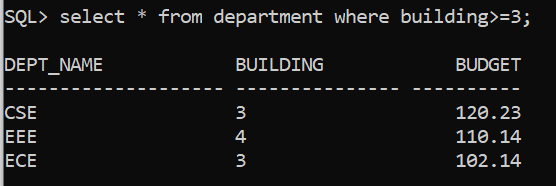 SQL> select * from department where building>=3;
DEPT_NAME            BUILDING            BUDGET
-------------------- --------------- ----------
CSE                  3                   120.23
EEE                  4                   110.14
ECE                  3                   102.14